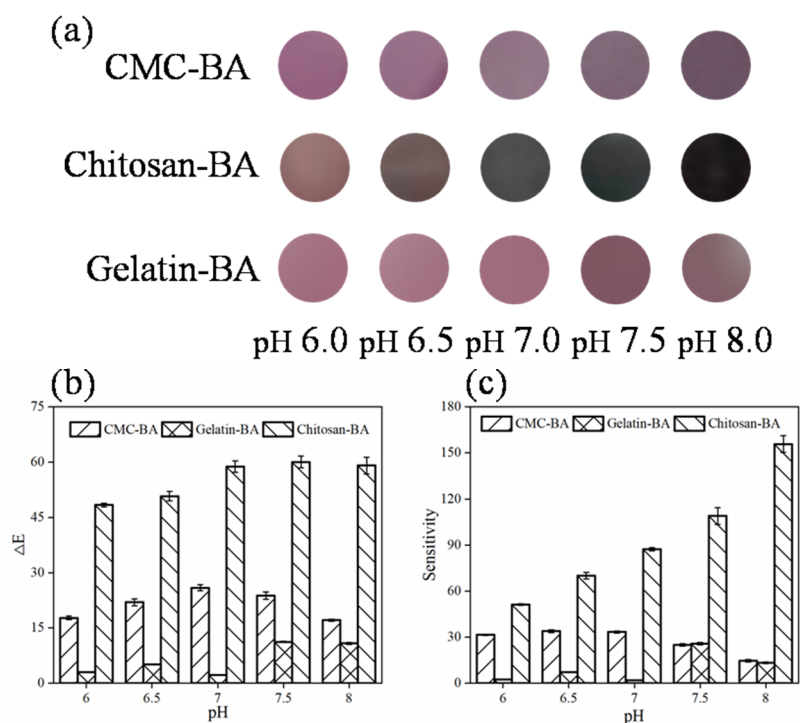 (a)
CMC-BA
Chitosan-BA
Gelatin-BA
pH 6.0 pH 6.5 pH 7.0 pH 7.5 pH 8.0
(b)
75
60
45
30
15
0
△E
CMC-BA Gelatin-BA Chitosan-BA
6 6.5 7 7.5 8
pH
(c)
180
150
120
90
60
30
0
Sensitivity
CMC-BA Gelatin-BA Chitosan-BA
6 6.5 7 7.5 8
pH